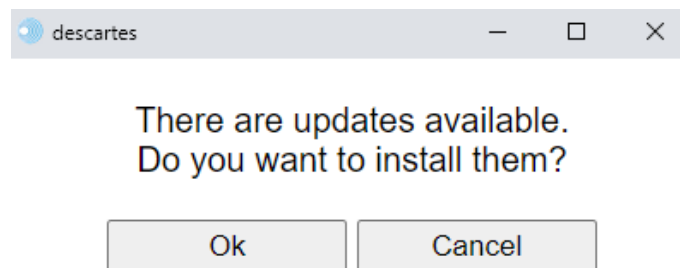 descartes
There are updates available.
Do you want to install them?
Ok Cancel